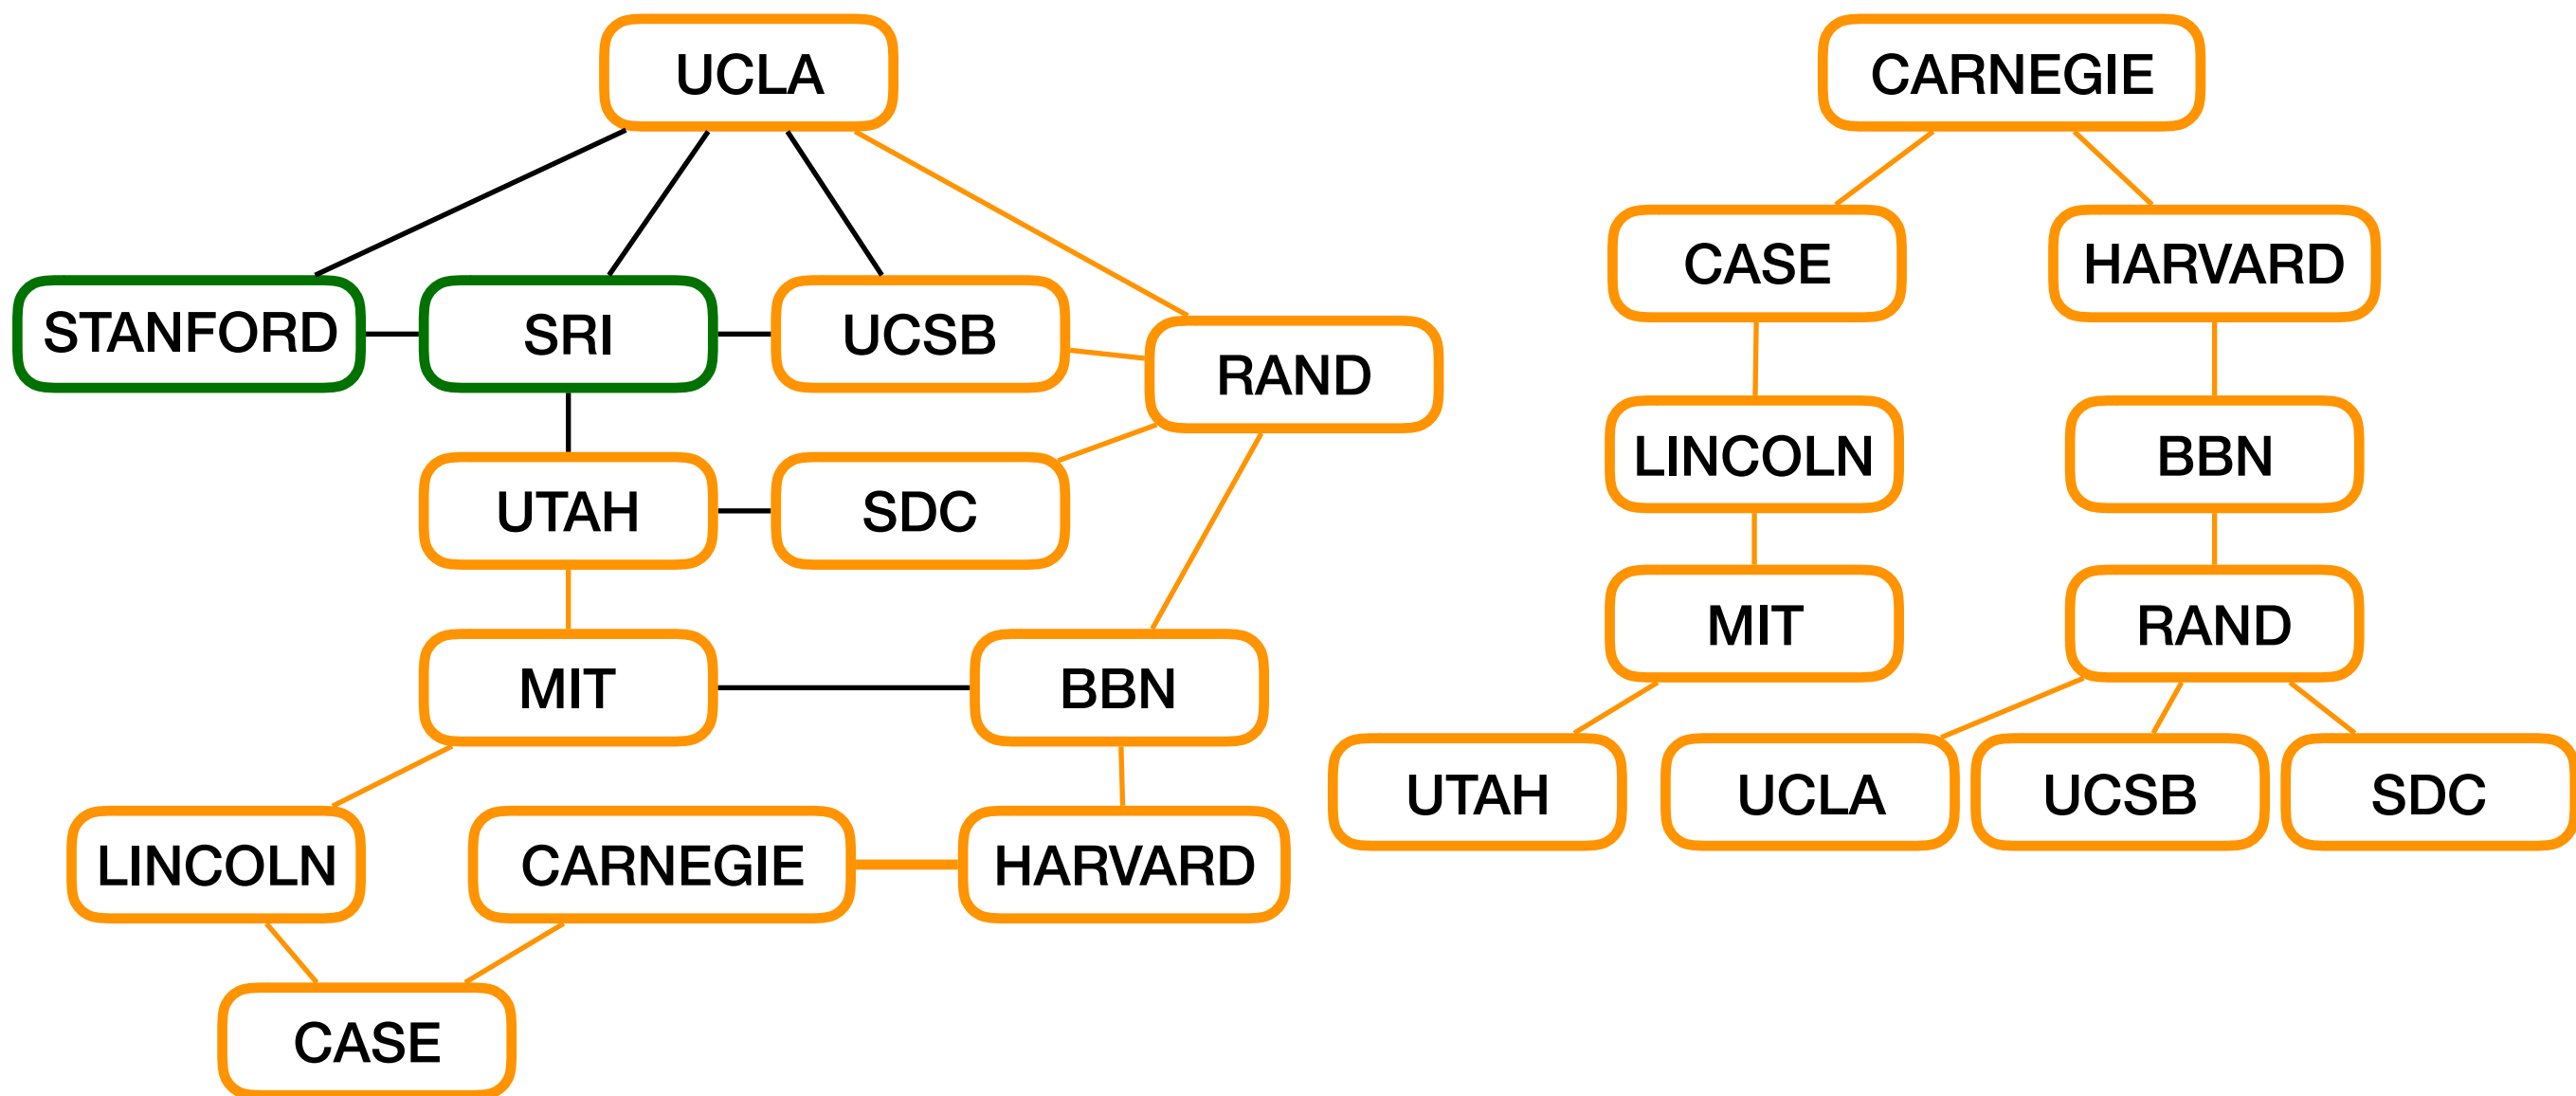 UCLA
STANFORD
SRI
UCSB
RAND
UTAH
SDC
MIT
BBN
LINCOLN
CARNEGIE
HARVARD
CASE
CARNEGIE
CASE
HARVARD
LINCOLN
BBN
MIT
RAND
UTAH
UCLA
UCSB
SDC